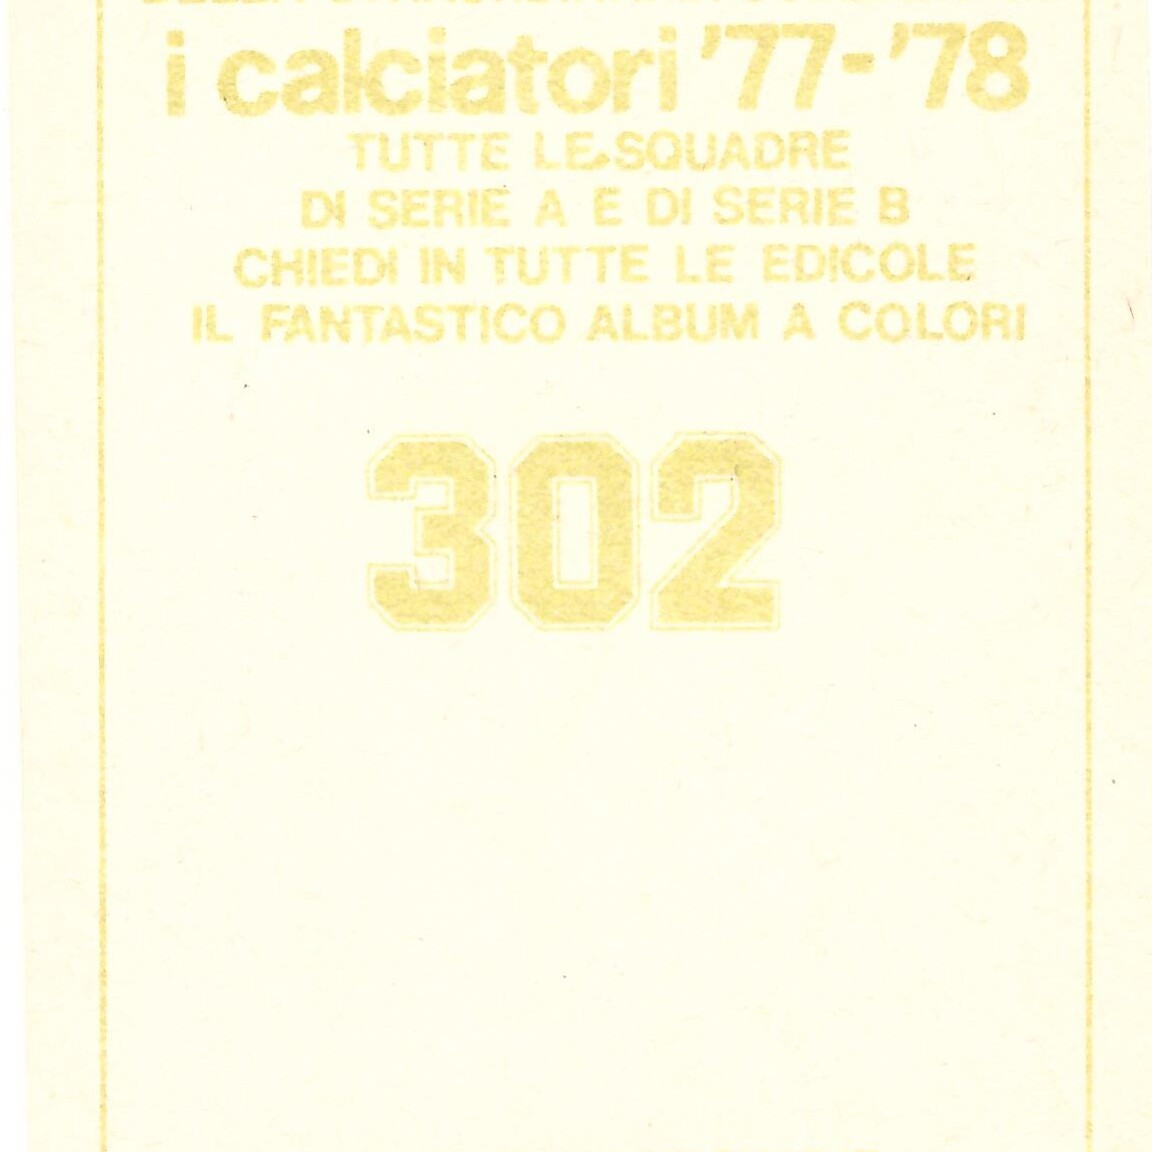 i calciatori '77-'78
TUTTE LE SQUADRE
DI SERIE A E DI SERIE B
CHIEDI IN TUTTE LE EDICOLE
IL FANTASTICO ALBUM A COLORI
302